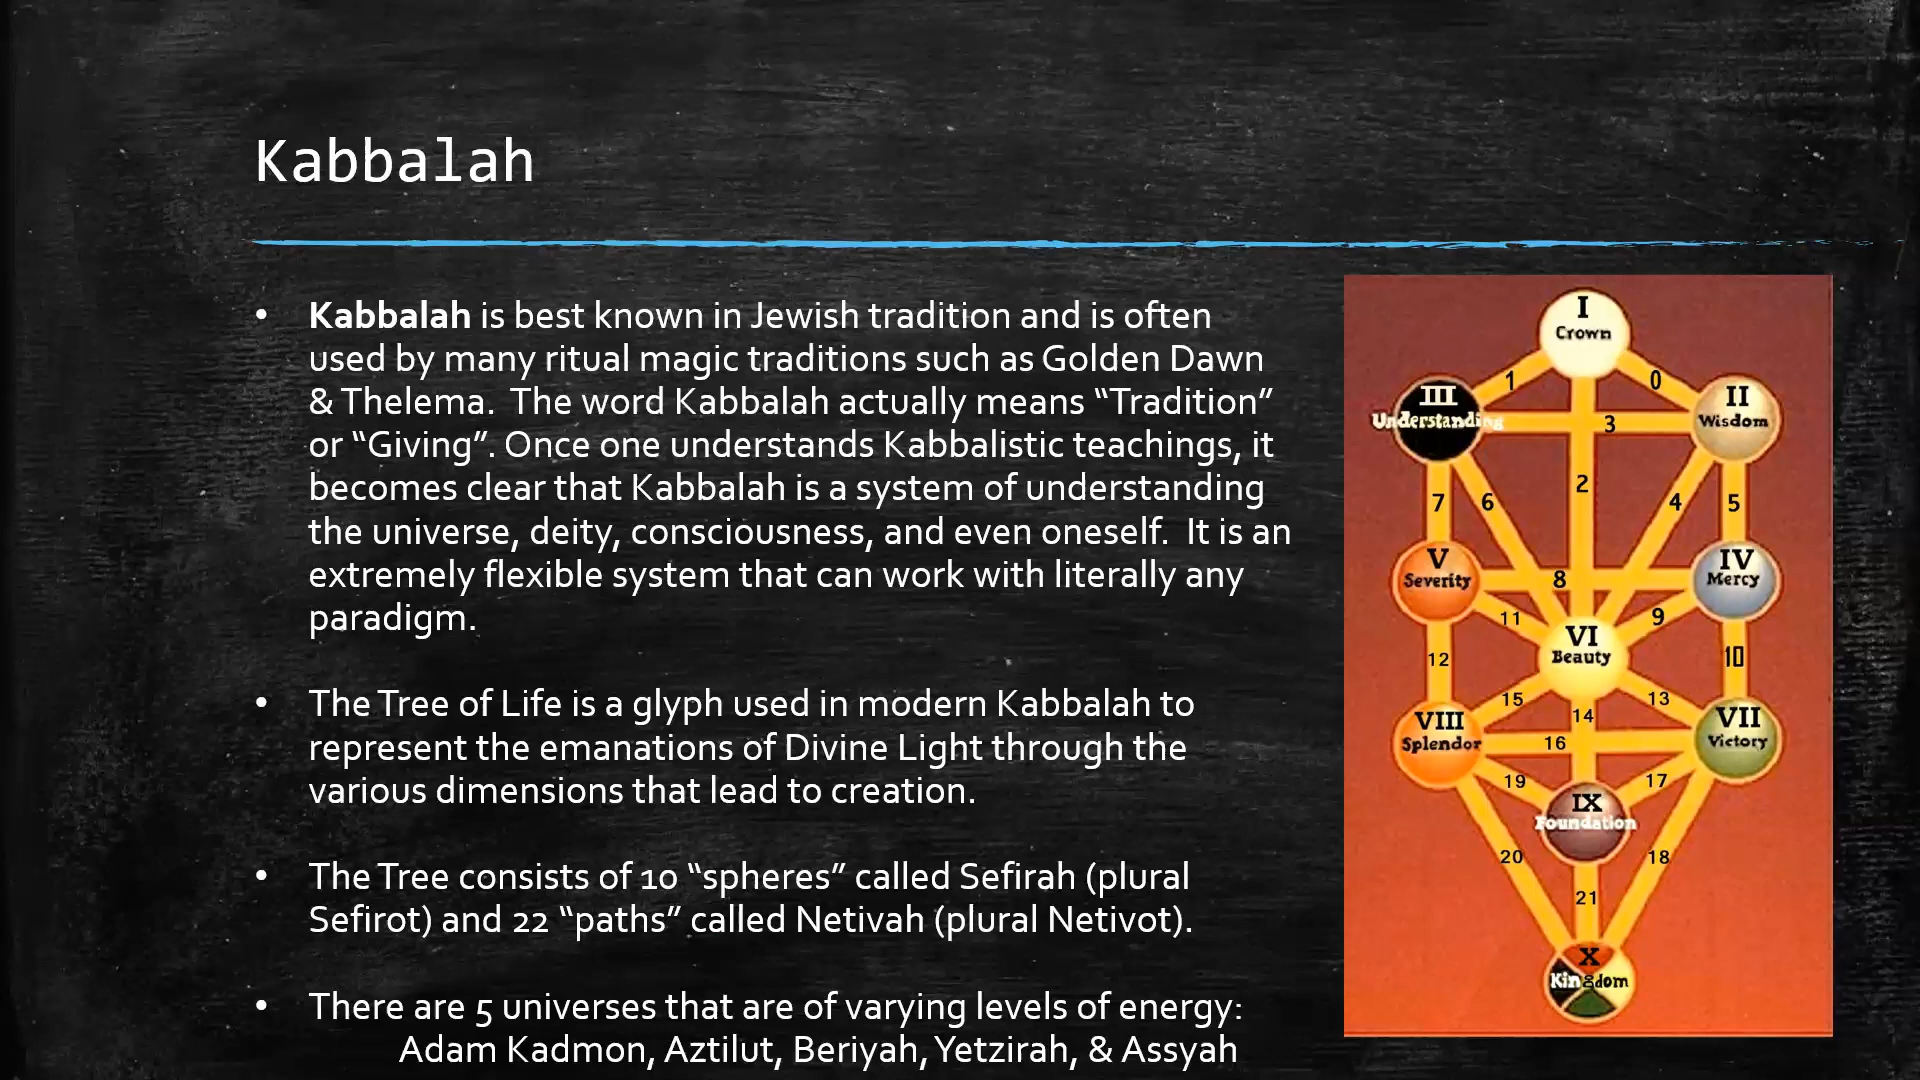 Kabbalah
• Kabbalah is best known in Jewish tradition and is often
used by many ritual magic traditions such as Golden Dawn
& Thelema.  The word Kabbalah actually means “Tradition”
or “Giving”. Once one understands Kabbalistic teachings, it
becomes clear that Kabbalah is a system of understanding
the universe, deity, consciousness, and even oneself.  It is an
extremely flexible system that can work with literally any
paradigm.
• The Tree of Life is a glyph used in modern Kabbalah to
represent the emanations of Divine Light through the
various dimensions that lead to creation.
• The Tree consists of 10 “spheres” called Sefirah (plural
Sefirot) and 22 “paths” called Netivah (plural Netivot).
• There are 5 universes that are of varying levels of energy:
Adam Kadmon, Aztilut, Beriyah, Yetzirah, & Assyah
I
Crown
1
0
III
Understanding
II
Wisdom
3
2
7
6
4
5
V
Severity
IV
Mercy
8
11
9
VI
Beauty
12
10
15
13
14
VIII
Splendor
VII
Victory
16
19
17
IX
Foundation
20
18
21
X
Kingdom